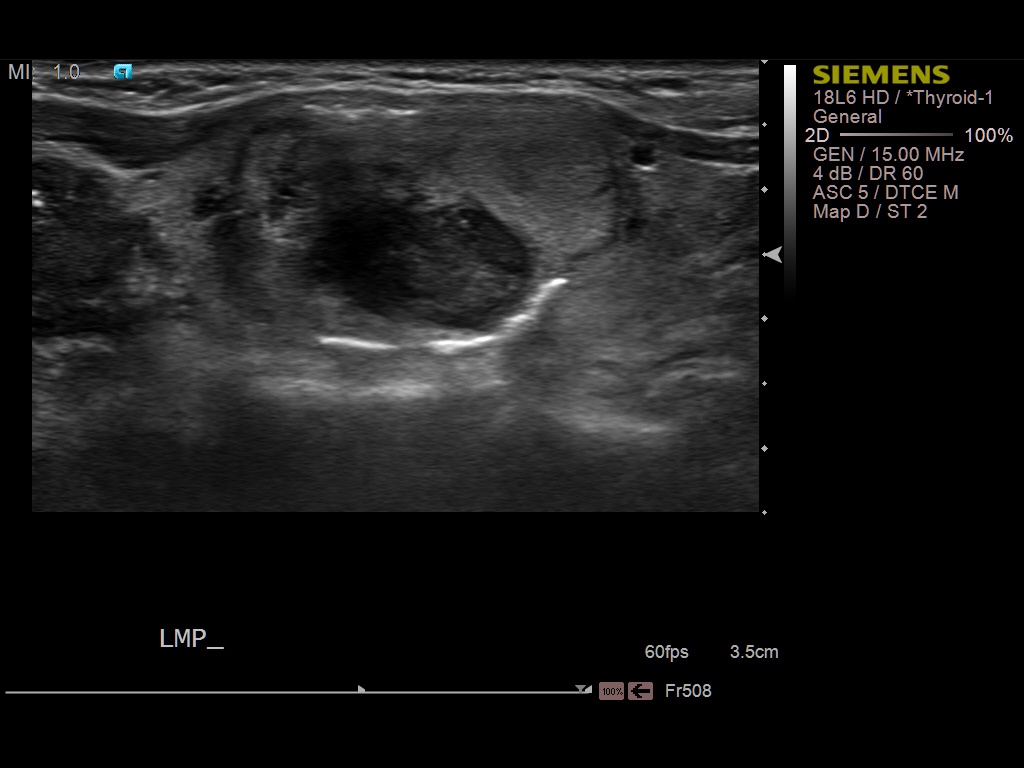 MI 1.0
SIEMENS
18L6 HD / *Thyroid-1
General
2D 100%
GEN / 15.00 MHz
4 dB / DR 60
ASC 5 / DTCE M
Map D / ST 2
LMP_
60fps 3.5cm
100% Fr508